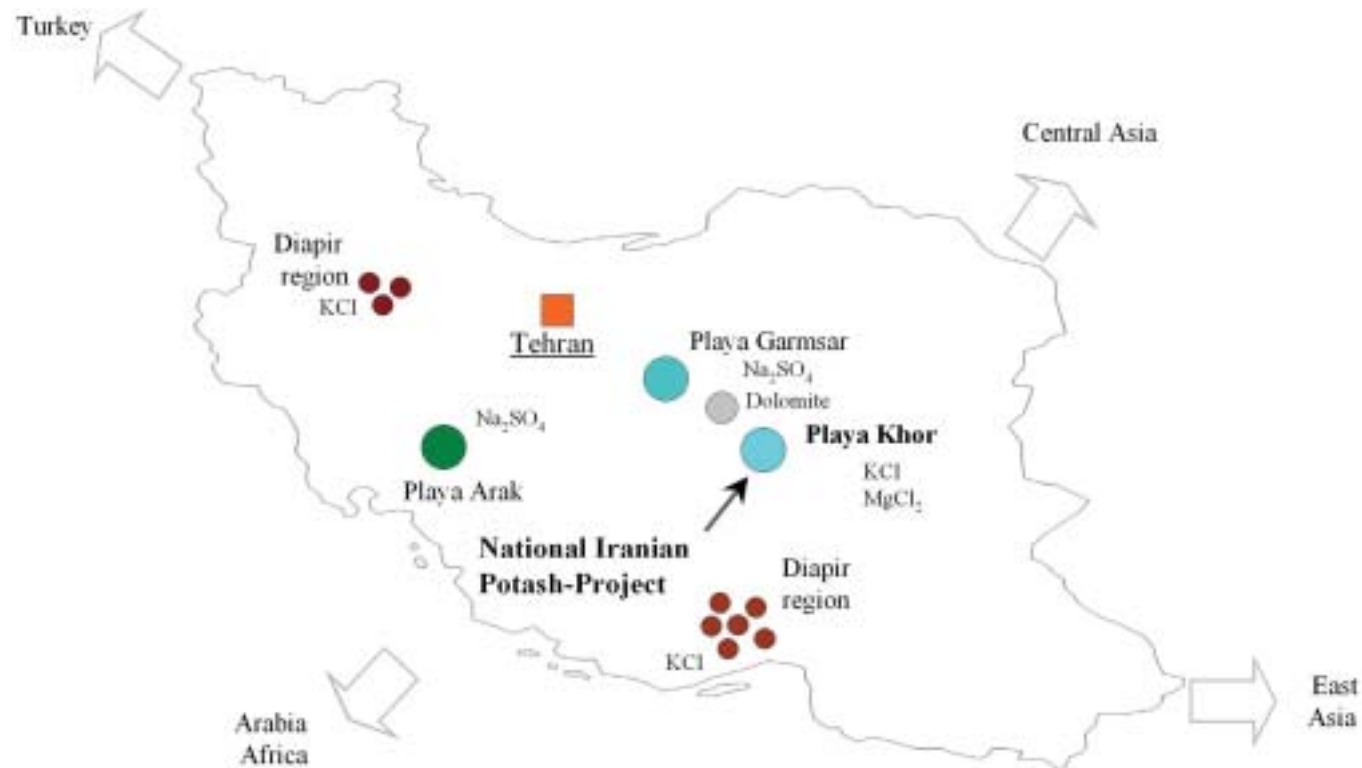 Turkey
Central Asia
Diapir
region
KCl
Tehran
Playa Garmsar
Na₂SO₄
Dolomite
Playa Khor
KCl
MgCl₂
Na₂SO₄
Playa Arak
National Iranian
Potash-Project
Diapir
region
KCl
East
Asia
Arabia
Africa